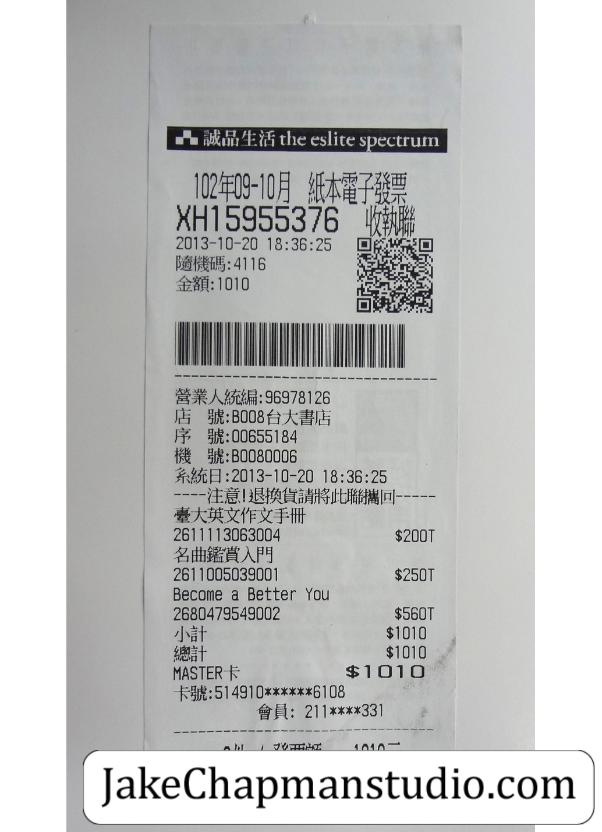 誠品生活 the eslite spectrum
102年09-10月 紙本電子發票
XH15955376 收執聯
2013-10-20 18:36:25
隨機碼:4116
金額:1010
營業人統編:96978126
店 號:B008台大書店
序 號:00655184
機 號:B0080006
系統日:2013-10-20 18:36:25
----注意!退換貨請將此聯攜回-----
臺大英文作文手冊
2611113063004 $200T
名曲鑑賞入門
2611005039001 $250T
Become a Better You
2680479549002 $560T
小計 $1010
總計 $1010
MASTER卡 $1010
卡號:514910******6108
會員: 211****331
JakeChapmanstudio.com